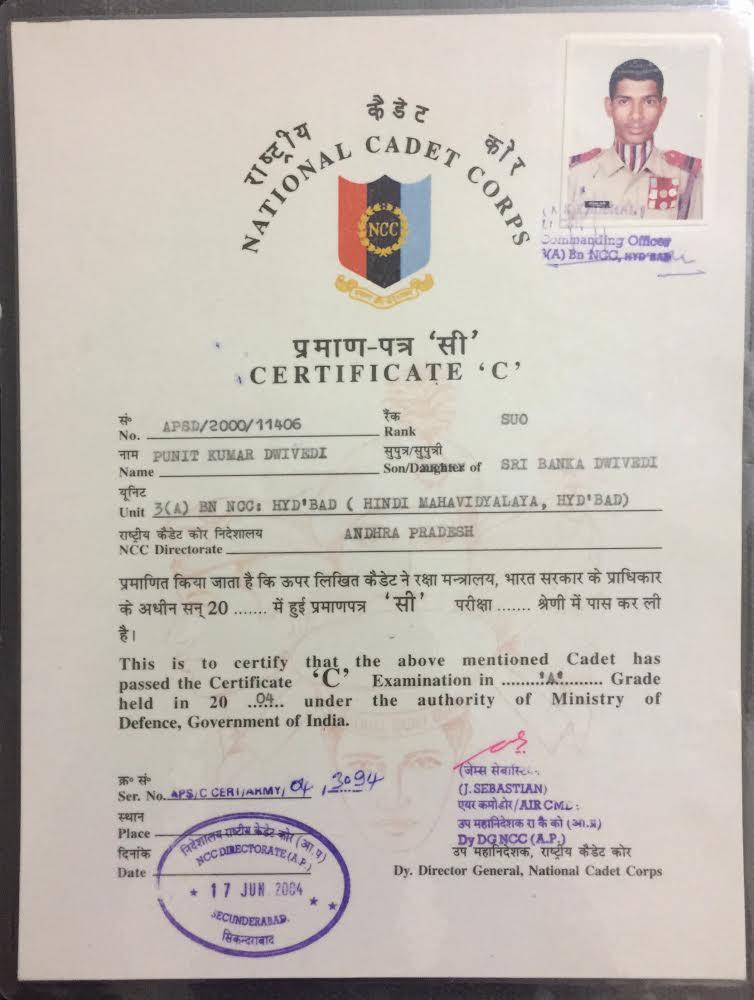 राष्ट्रीय कैडेट कोर
NATIONAL CADET CORPS
NCC
Commanding Officer
3(A) Bn NCC, HYD'BAD
प्रमाण-पत्र ‘सी’
CERTIFICATE ‘C’
सं० No. APSD/2000/11406 रैंक Rank SUO
नाम Name PUNIT KUMAR DWIVEDI सुपुत्र/सुपुत्री Son/Daughter of SRI BANKA DWIVEDI
यूनिट Unit 3(A) BN NCC: HYD'BAD ( HINDI MAHAVIDYALAYA, HYD'BAD)
राष्ट्रीय कैडेट कोर निदेशालय
NCC Directorate ANDHRA PRADESH
प्रमाणित किया जाता है कि ऊपर लिखित कैडेट ने रक्षा मन्त्रालय, भारत सरकार के प्राधिकार
के अधीन सन् 20 ....... में हुई प्रमाणपत्र ‘सी’ परीक्षा ....... श्रेणी में पास कर ली
है।
This is to certify that the above mentioned Cadet has
passed the Certificate ‘C’ Examination in ........'A'......... Grade
held in 20 ..04.. under the authority of Ministry of
Defence, Government of India.
क्र० सं०
Ser. No. APS/C CERT/ARMY/ 04 / 3094
स्थान
Place
दिनांक
Date
निदेशालय राष्ट्रीय कैडेट कोर (आ.प्र)
NCC DIRECTORATE (A.P.)
17 JUN 2004
SECUNDERABAD.
सिकन्दराबाद
(जेम्स सेबास्टि
(J. SEBASTIAN)
एयर कमोडोर/AIR CMDE
उप महानिदेशक रा कै को (आ.प्र)
Dy DG NCC (A.P.)
उप महानिदेशक, राष्ट्रीय कैडेट कोर
Dy. Director General, National Cadet Corps